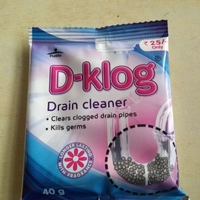 ₹ 25/-
Only
D-klog
Drain cleaner
• Clears clogged drain pipes
• Kills germs
40 g